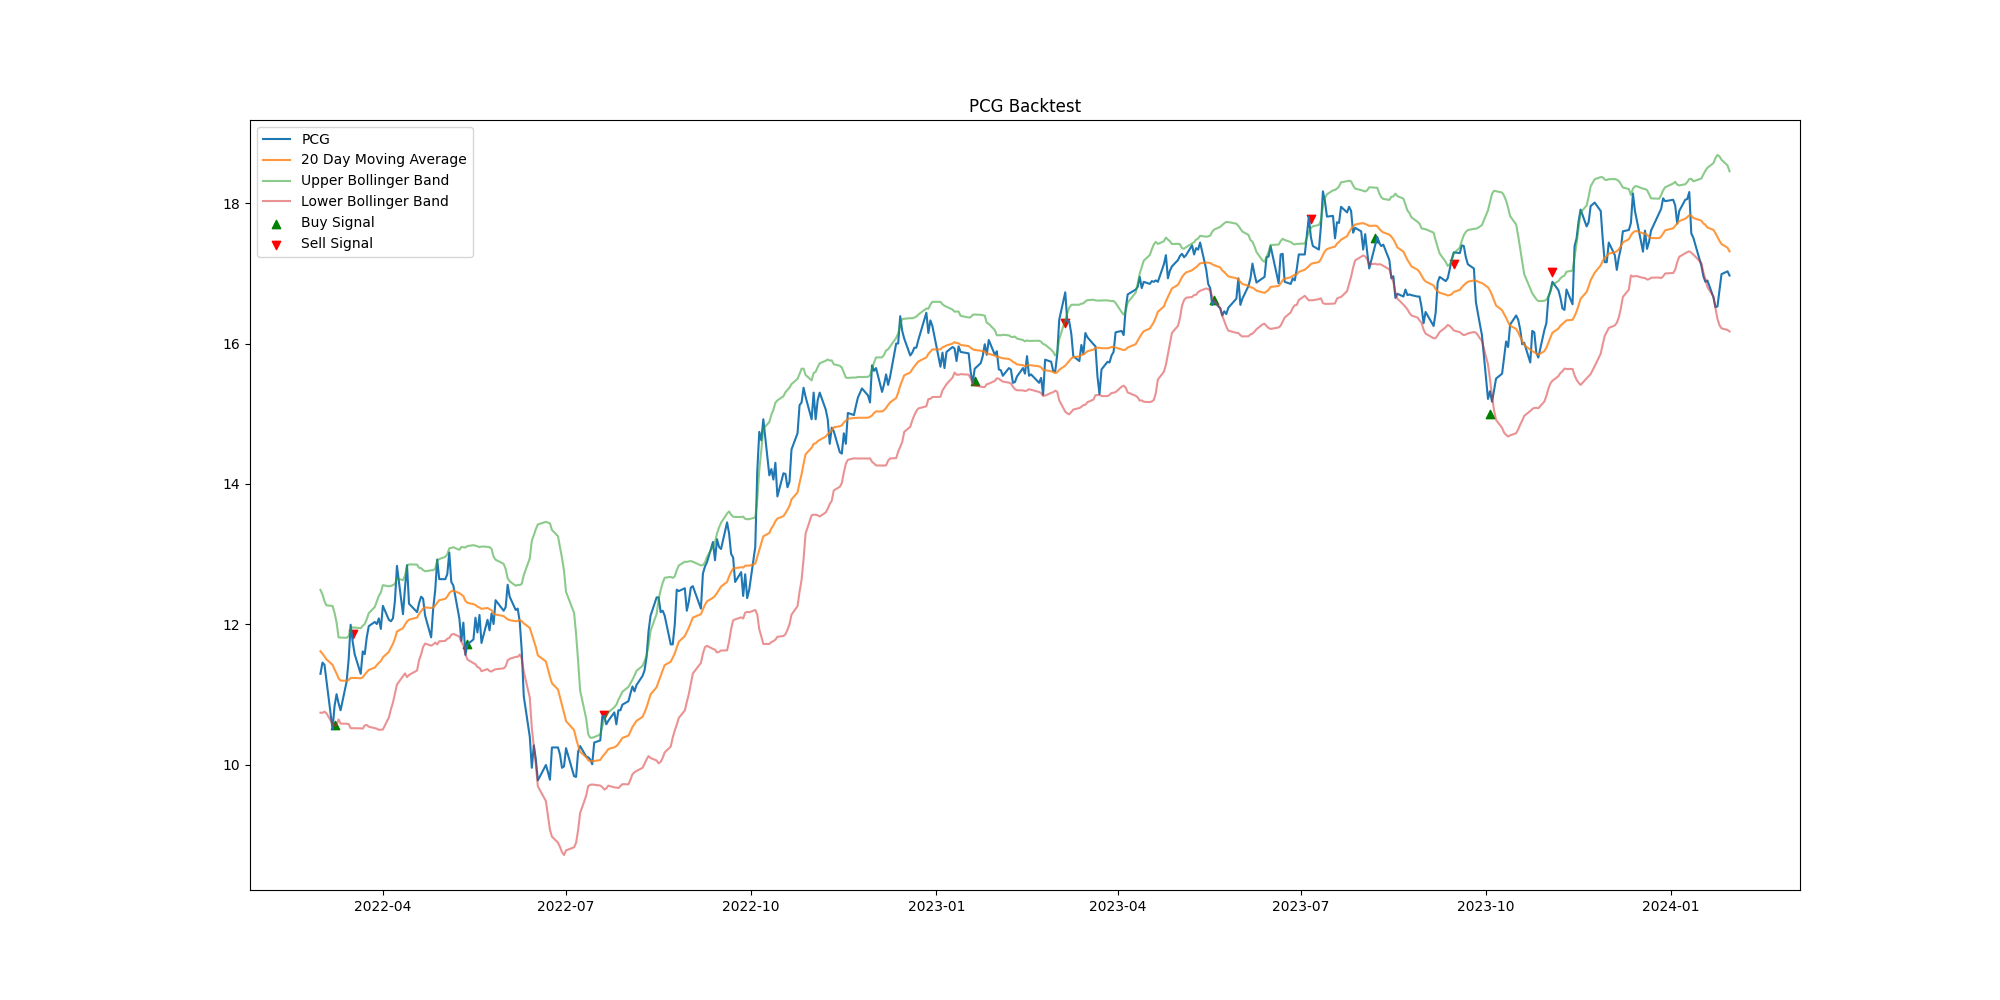 PCG Backtest
PCG
20 Day Moving Average
Upper Bollinger Band
Lower Bollinger Band
Buy Signal
Sell Signal
18
16
14
12
10
2022-04 2022-07 2022-10 2023-01 2023-04 2023-07 2023-10 2024-01